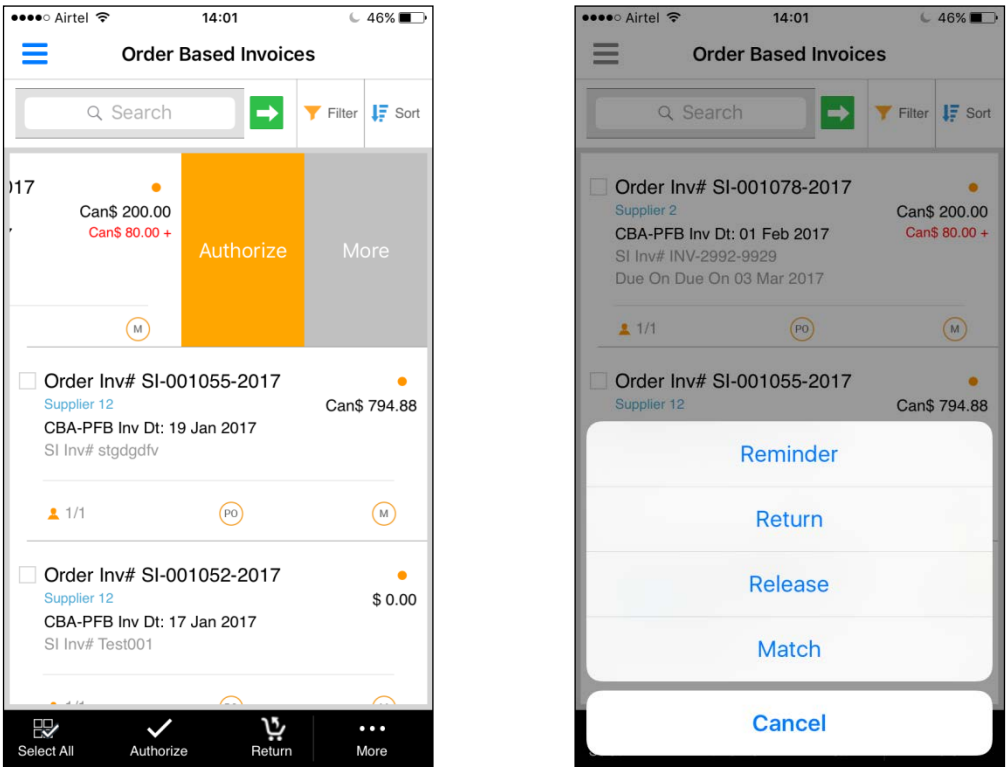 Airtel 14:01 46%
Order Based Invoices
Search Filter Sort
017
Can$ 200.00
Can$ 80.00 +
Authorize More
M
Order Inv# SI-001055-2017
Supplier 12 Can$ 794.88
CBA-PFB Inv Dt: 19 Jan 2017
SI Inv# stgdgdfv
1/1 PO M
Order Inv# SI-001052-2017
Supplier 12 $ 0.00
CBA-PFB Inv Dt: 17 Jan 2017
SI Inv# Test001
Select All Authorize Return More
Airtel 14:01 46%
Order Based Invoices
Search Filter Sort
Order Inv# SI-001078-2017
Supplier 2 Can$ 200.00
CBA-PFB Inv Dt: 01 Feb 2017 Can$ 80.00 +
SI Inv# INV-2992-9929
Due On Due On 03 Mar 2017
1/1 PO M
Order Inv# SI-001055-2017
Supplier 12 Can$ 794.88
Reminder
Return
Release
Match
Cancel